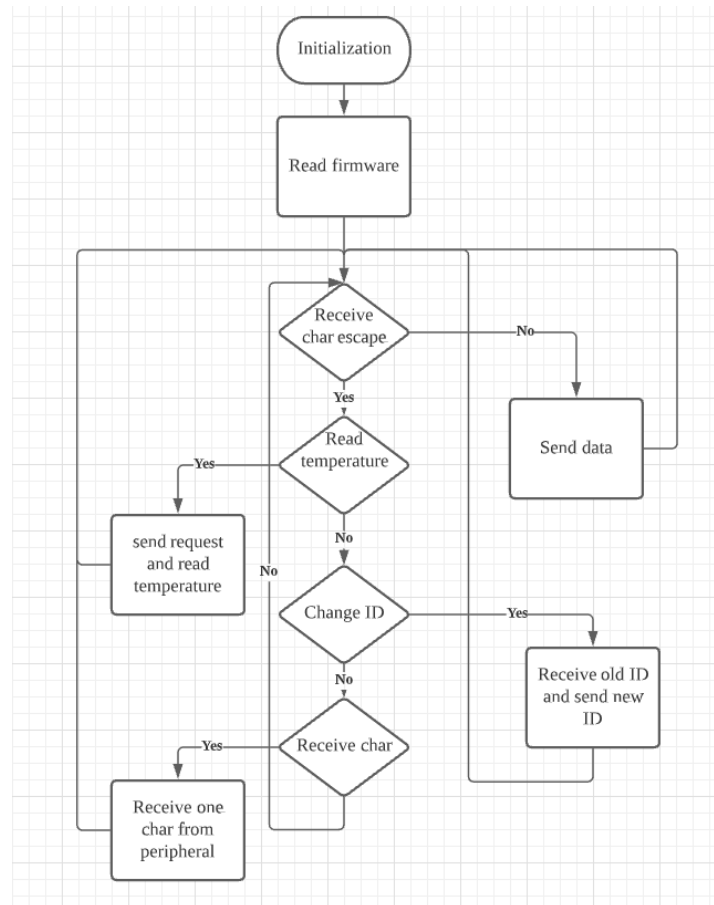 Initialization
Read firmware
Receive
char escape
No
Yes
Read
temperature
Send data
Yes
send request
and read
temperature
No
No
Change ID
Yes
Receive old ID
and send new
ID
No
Receive char
Yes
Receive one
char from
peripheral